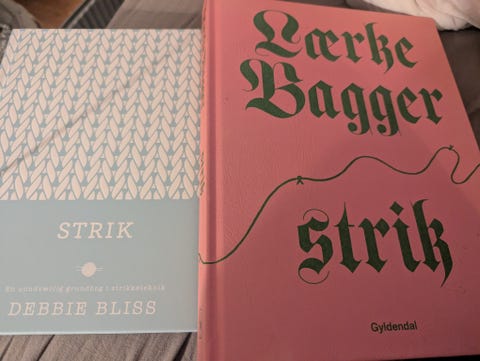 STRIK
En uundværlig grundbog i strikketeknik
DEBBIE BLISS
Lærke
Bagger
strik
Gyldendal